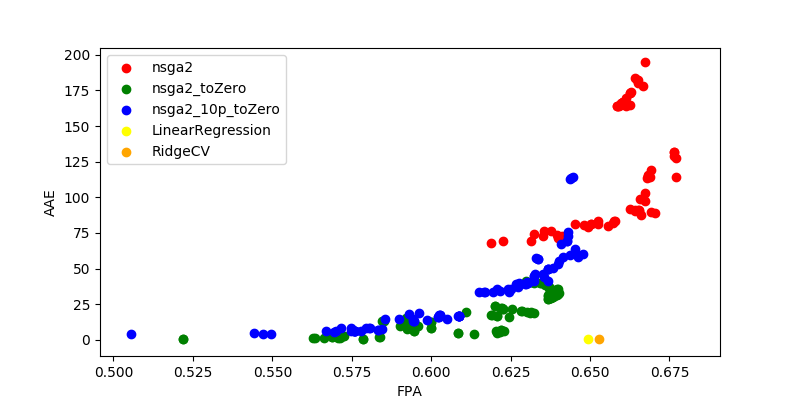 200
175
150
125
100
75
50
25
0
AAE
nsga2
nsga2_toZero
nsga2_10p_toZero
LinearRegression
RidgeCV
0.500 0.525 0.550 0.575 0.600 0.625 0.650 0.675
FPA